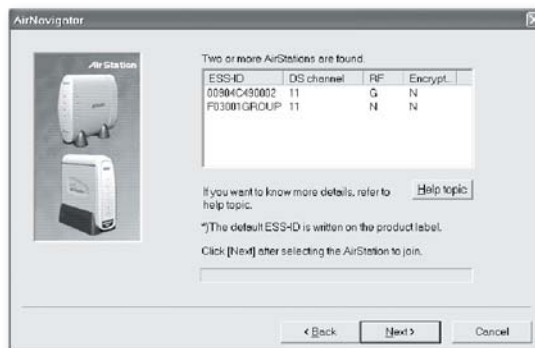 AirNavigator
AirStation
Two or more AirStations are found.
ESS-ID DS channel RF Encrypt...
00904C490002 11 G N
F03001GROUP 11 N N
If you want to know more details, refer to
help topic.
Help topic
*)The default ESS-ID is written on the product label.
Click [Next] after selecting the AirStation to join.
< Back Next > Cancel